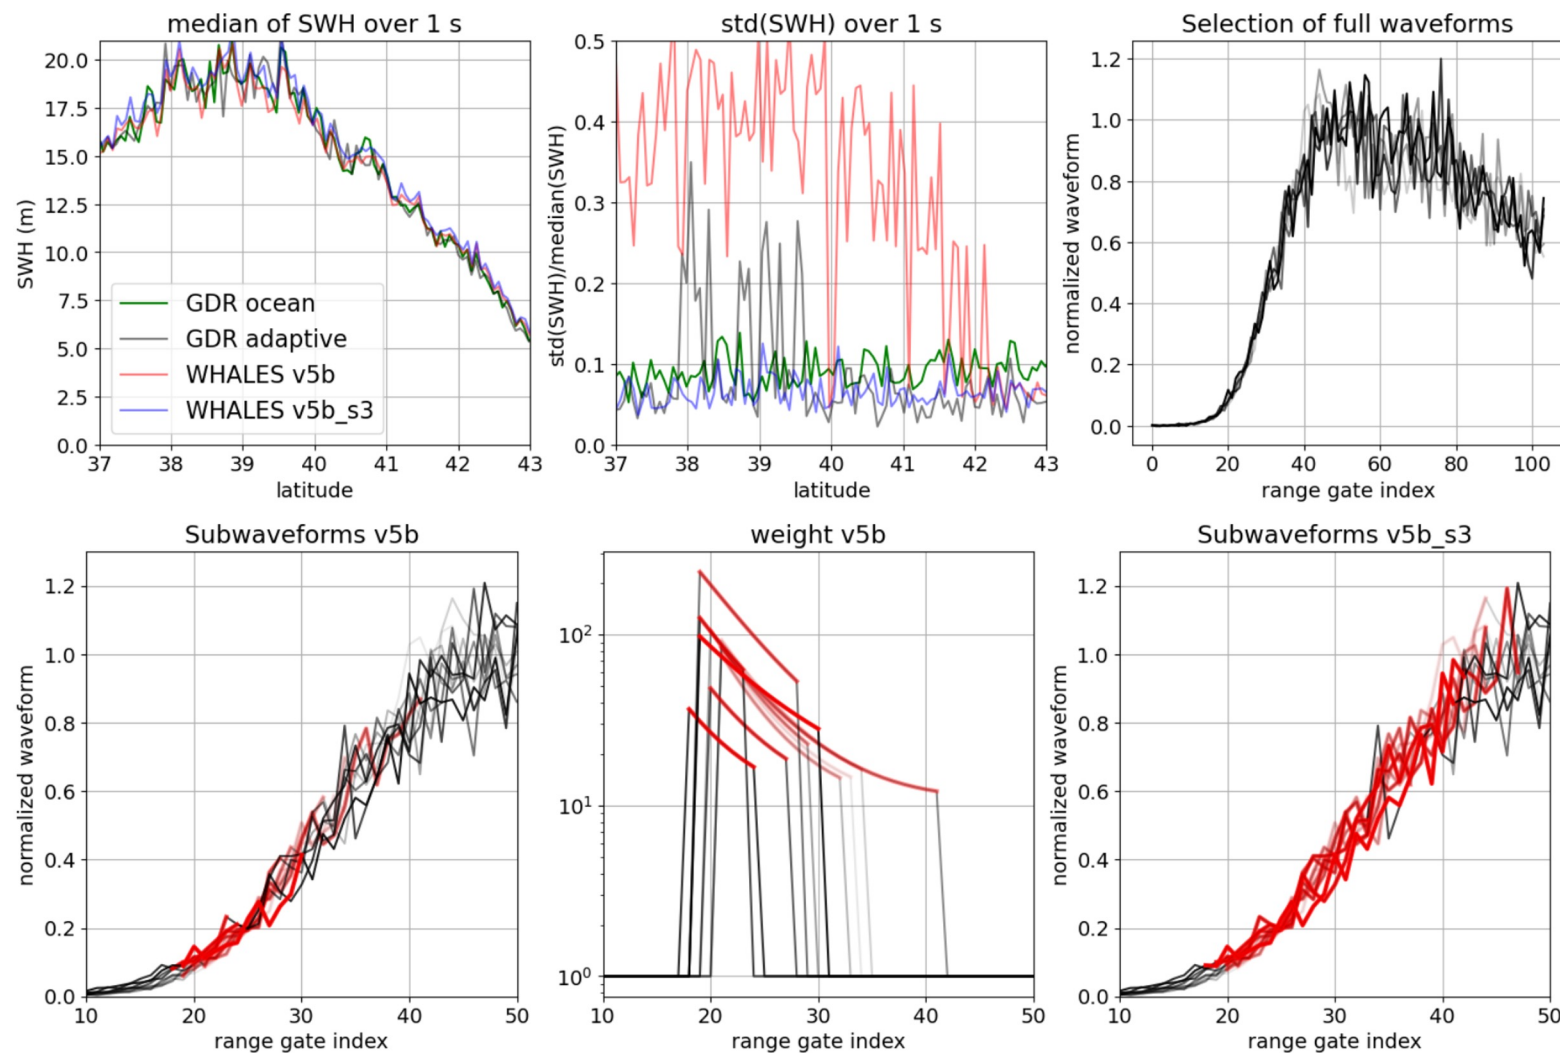 median of SWH over 1 s
20.0
17.5
15.0
12.5
10.0
7.5
5.0
2.5
0.0
SWH (m)
37 38 39 40 41 42 43
latitude
GDR ocean
GDR adaptive
WHALES v5b
WHALES v5b_s3
std(SWH) over 1 s
0.5
0.4
0.3
0.2
0.1
0.0
std(SWH)/median(SWH)
37 38 39 40 41 42 43
latitude
Selection of full waveforms
1.2
1.0
0.8
0.6
0.4
0.2
0.0
normalized waveform
0 20 40 60 80 100
range gate index
Subwaveforms v5b
1.2
1.0
0.8
0.6
0.4
0.2
0.0
normalized waveform
10 20 30 40 50
range gate index
weight v5b
10²
10¹
10⁰
10 20 30 40 50
range gate index
Subwaveforms v5b_s3
1.2
1.0
0.8
0.6
0.4
0.2
0.0
normalized waveform
10 20 30 40 50
range gate index